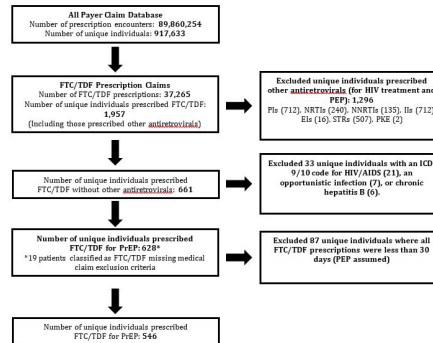 All Payer Claim Database
Number of prescription encounters: 89,860,254
Number of unique individuals: 917,633
FTC/TDF Prescription Claims
Number of FTC/TDF prescriptions: 37,265
Number of unique individuals prescribed FTC/TDF:
1,957
(Including those prescribed other antiretrovirals)
Excluded unique individuals prescribed
other antiretrovirals (for HIV treatment and
PEP): 1,296
PIs (712), NRTIs (240), NNRTIs (135), IIs (712)
EIs (16), STRs (507), PKE (2)
Number of unique individuals prescribed
FTC/TDF without other antiretrovirals: 661
Excluded 33 unique individuals with an ICD
9/10 code for HIV/AIDS (21), an
opportunistic infection (7), or chronic
hepatitis B (6).
Number of unique individuals prescribed
FTC/TDF for PrEP: 628*
*19 patients classified as FTC/TDF missing medical
claim exclusion criteria
Excluded 87 unique individuals where all
FTC/TDF prescriptions were less than 30
days (PEP assumed)
Number of unique individuals prescribed
FTC/TDF for PrEP: 546